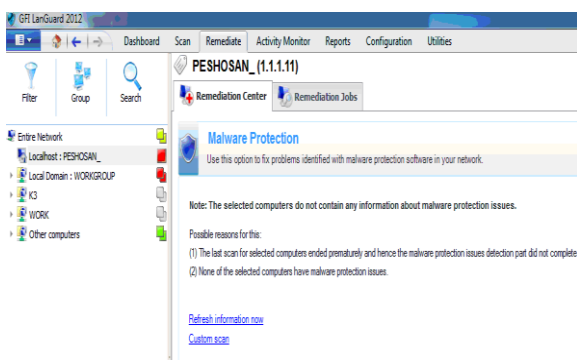 GFI LanGuard 2012
Dashboard Scan Remediate Activity Monitor Reports Configuration Utilities
Filter Group Search
PESHOSAN_ (1.1.1.11)
Remediation Center Remediation Jobs
Entire Network
Localhost : PESHOSAN_
Local Domain : WORKGROUP
K3
WORK
Other computers
Malware Protection
Use this option to fix problems identified with malware protection software in your network.
Note: The selected computers do not contain any information about malware protection issues.
Possible reasons for this:
(1) The last scan for selected computers ended prematurely and hence the malware protection issues detection part did not complete
(2) None of the selected computers have malware protection issues.
Refresh information now
Custom scan